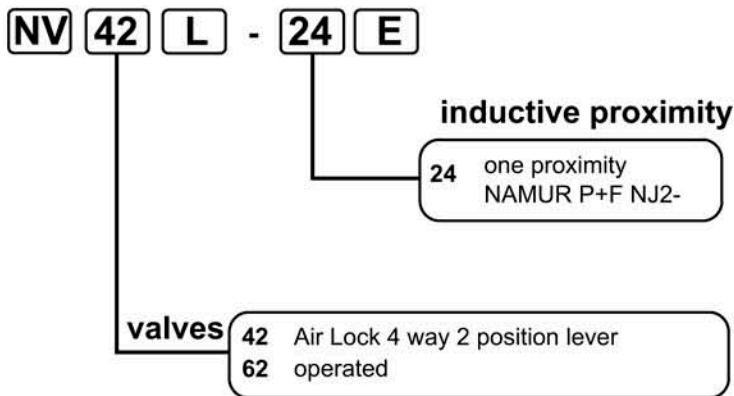 NV 42 L - 24 E
inductive proximity
24 one proximity
NAMUR P+F NJ2-
valves
42 Air Lock 4 way 2 position lever
62 operated